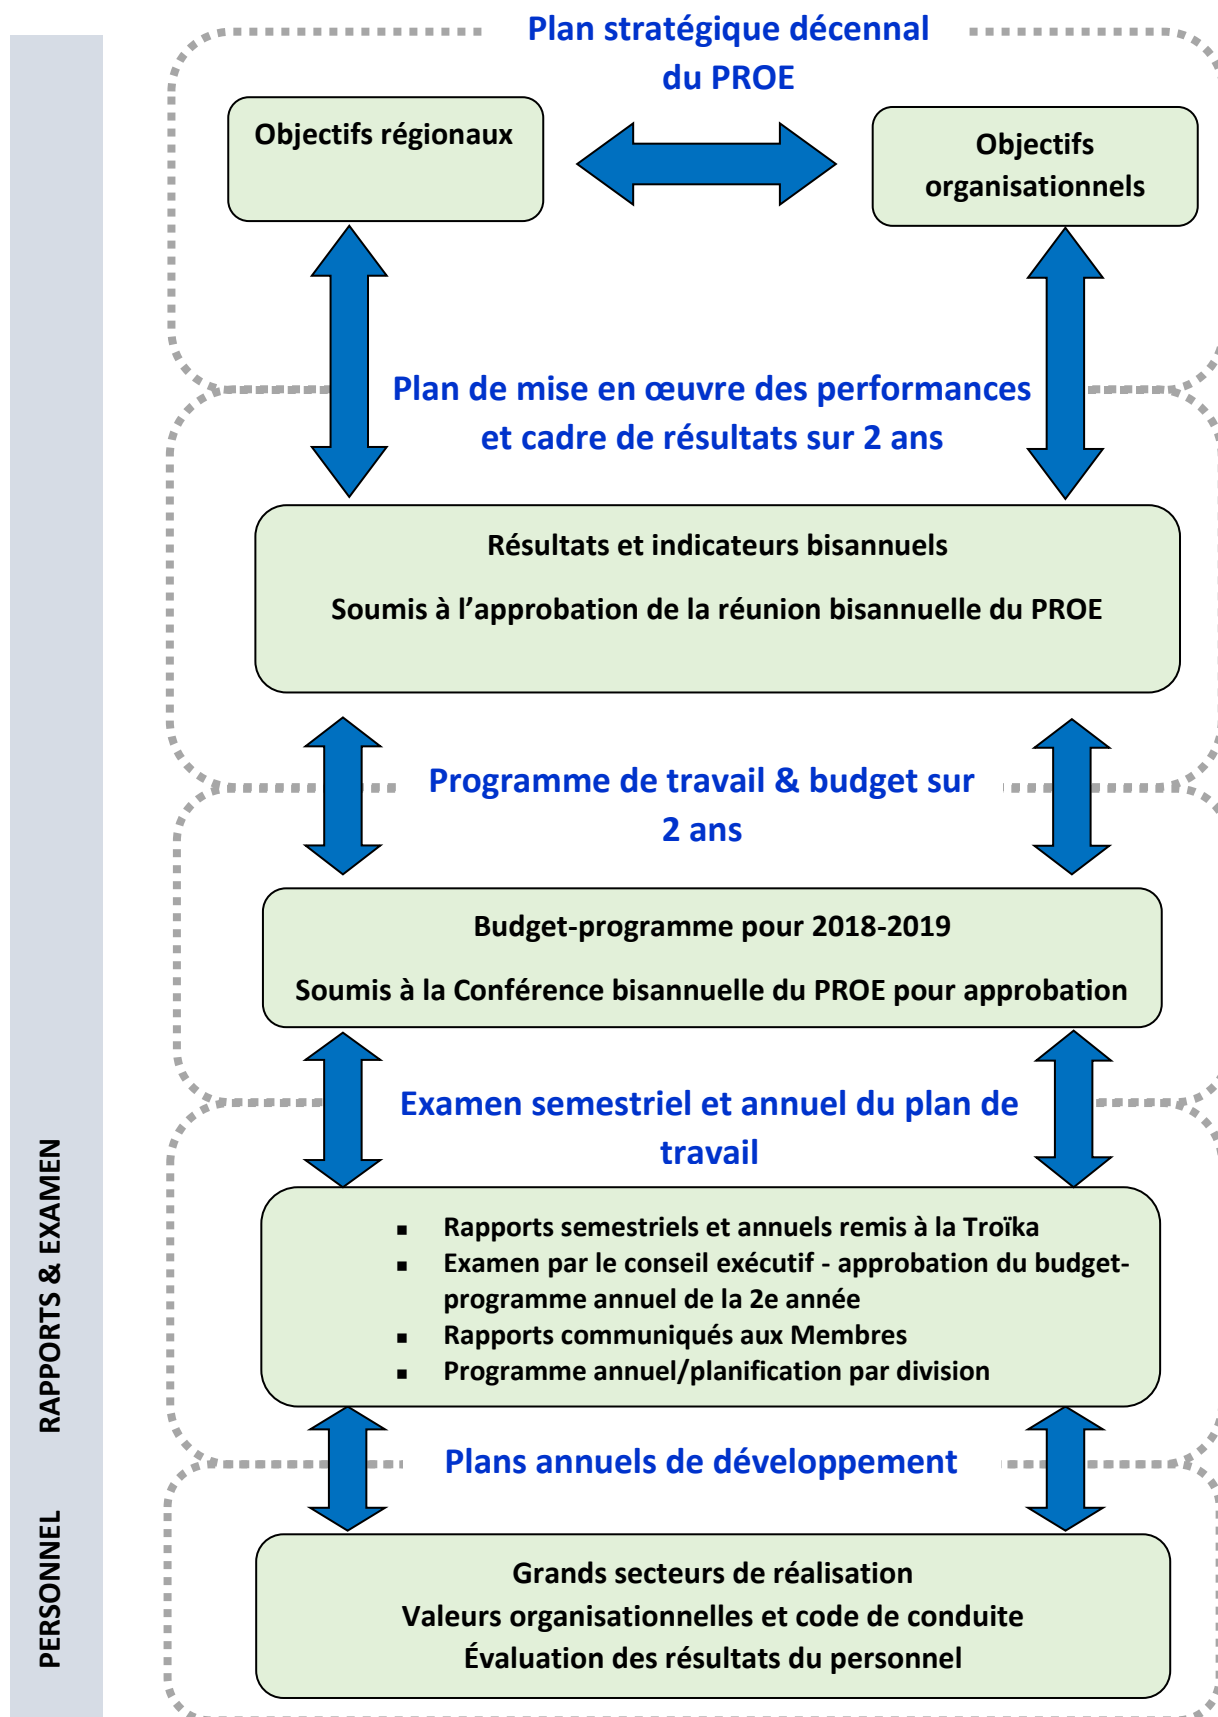 Plan stratégique décennal
du PROE
Objectifs régionaux
Objectifs
organisationnels
Plan de mise en œuvre des performances
et cadre de résultats sur 2 ans
Résultats et indicateurs bisannuels
Soumis à l’approbation de la réunion bisannuelle du PROE
Programme de travail & budget sur
2 ans
Budget-programme pour 2018-2019
Soumis à la Conférence bisannuelle du PROE pour approbation
Examen semestriel et annuel du plan de
travail
▪ Rapports semestriels et annuels remis à la Troïka
▪ Examen par le conseil exécutif - approbation du budget-
programme annuel de la 2e année
▪ Rapports communiqués aux Membres
▪ Programme annuel/planification par division
Plans annuels de développement
Grands secteurs de réalisation
Valeurs organisationnelles et code de conduite
Évaluation des résultats du personnel
RAPPORTS & EXAMEN
PERSONNEL